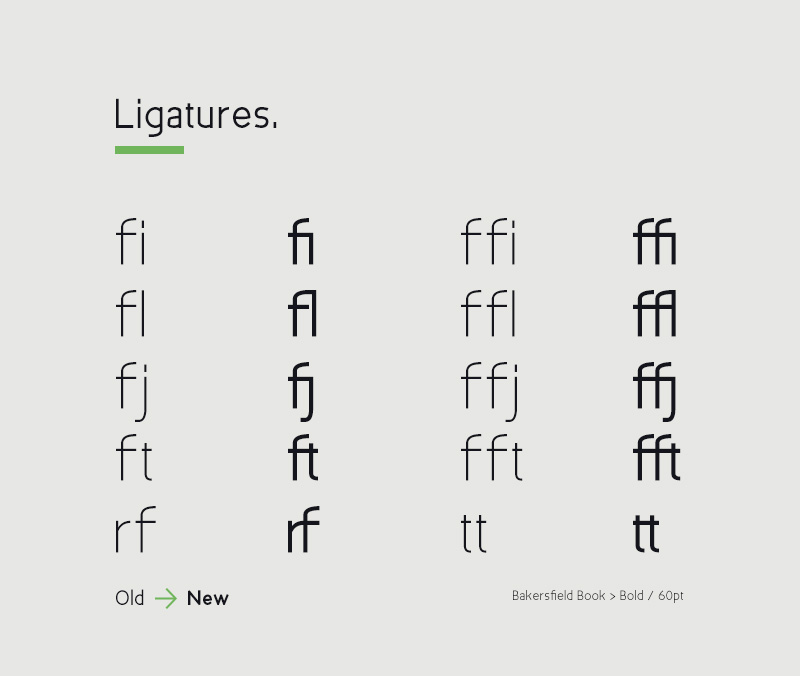 Ligatures.
fi fi ffi ffi
fl fl ffl ffl
fj fj ffj ffj
ft ft fft fft
rf rf tt tt
Old → New
Bakersfield Book > Bold / 60pt